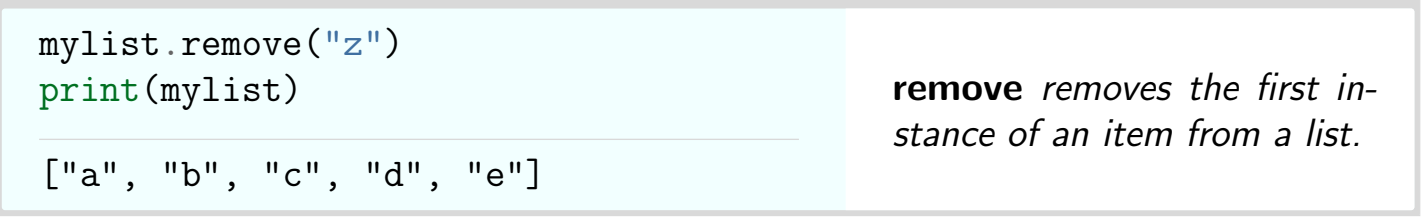 mylist.remove("z")
print(mylist)
["a", "b", "c", "d", "e"]
remove removes the first in-
stance of an item from a list.